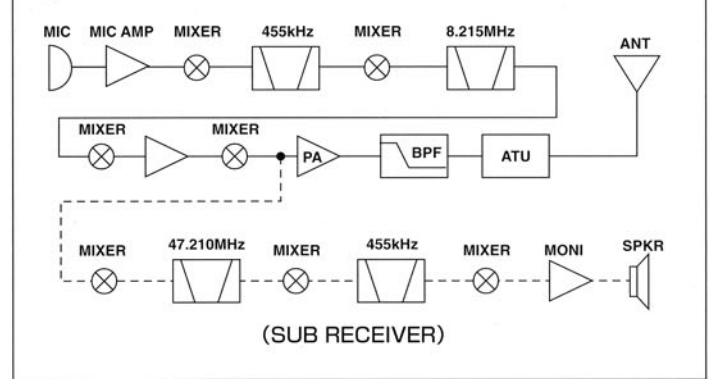 MIC MIC AMP MIXER 455kHz MIXER 8.215MHz
ANT
MIXER MIXER
PA BPF ATU
MIXER 47.210MHz MIXER 455kHz MIXER MONI SPKR
(SUB RECEIVER)